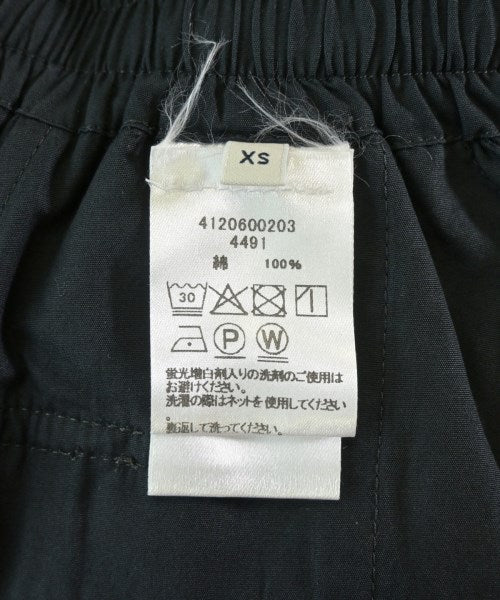 XS
4120600203
4491
綿 100%
30
P W
蛍光増白剤入りの洗剤のご使用は
お避けください。
洗濯の際はネットを使用してください
。
裏返して洗ってください。